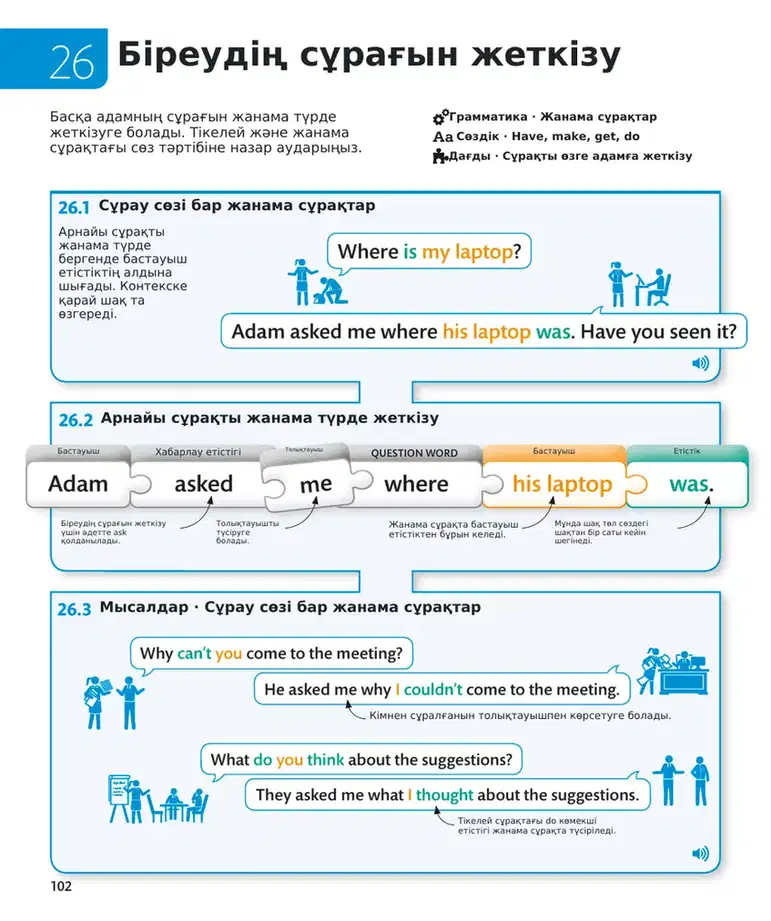 26 Біреудің сұрағын жеткізу
Басқа адамның сұрағын жанама түрде
жеткізуге болады. Тікелей және жанама
сұрақтағы сөз тәртібіне назар аударыңыз.
Грамматика · Жанама сұрақтар
Aa Сөздік · Have, make, get, do
Дағды · Сұрақты өзге адамға жеткізу
26.1 Сұрау сөзі бар жанама сұрақтар
Арнайы сұрақты
жанама түрде
бергенде бастауыш
етістіктің алдына
шығады. Контекске
қарай шақ та
өзгереді.
Where is my laptop?
Adam asked me where his laptop was. Have you seen it?
26.2 Арнайы сұрақты жанама түрде жеткізу
Бастауыш Хабарлау етістігі Толықтауыш QUESTION WORD Бастауыш Етістік
Adam asked me where his laptop was.
Біреудің сұрағын жеткізу
үшін әдетте ask
қолданылады.
Толықтауышты
түсіруге
болады.
Жанама сұрақта бастауыш
етістіктен бұрын келеді.
Мұнда шақ төл сөздегі
шақтан бір саты кейін
шегінеді.
26.3 Мысалдар · Сұрау сөзі бар жанама сұрақтар
Why can't you come to the meeting?
He asked me why I couldn't come to the meeting.
Кімнен сұралғанын толықтауышпен көрсетуге болады.
What do you think about the suggestions?
They asked me what I thought about the suggestions.
Тікелей сұрақтағы do көмекші
етістігі жанама сұрақта түсіріледі.
102